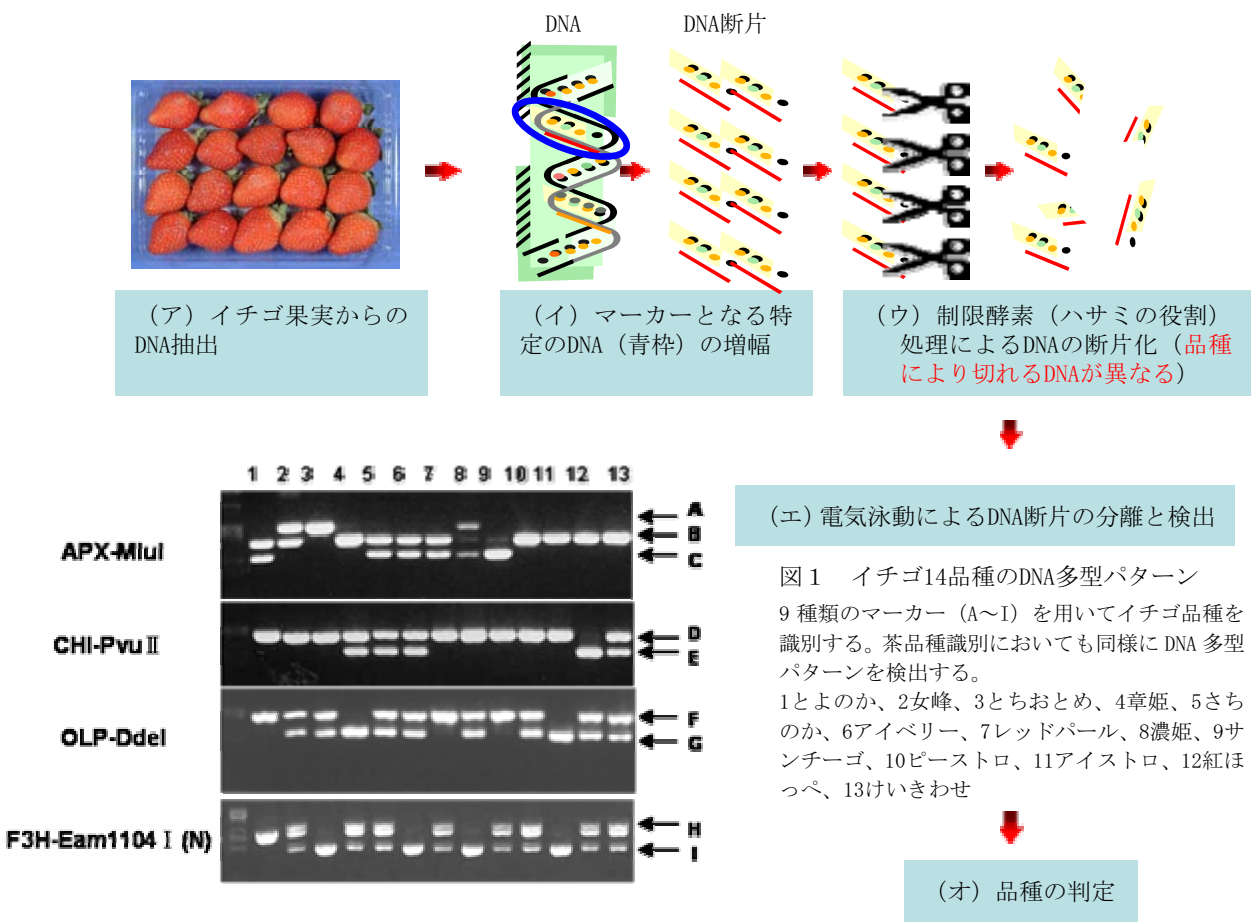 DNA
DNA断片
（ア）イチゴ果実からの
DNA抽出
（イ）マーカーとなる特
定のDNA（青枠）の増幅
（ウ）制限酵素（ハサミの役割）
処理によるDNAの断片化（品種
により切れるDNAが異なる）
1 2 3 4 5 6 7 8 9 10 11 12 13
A
B
C
APX-MluI
D
E
CHI-PvuⅡ
F
G
OLP-DdeI
H
I
F3H-Eam1104Ⅰ(N)
（エ）電気泳動によるDNA断片の分離と検出
図１　イチゴ14品種のDNA多型パターン
9種類のマーカー（A～I）を用いてイチゴ品種を
識別する。茶品種識別においても同様に DNA 多型
パターンを検出する。
1とよのか、2女峰、3とちおとめ、4章姫、5さち
のか、6アイベリー、7レッドパール、8濃姫、9サ
ンチーゴ、10ピーストロ、11アイストロ、12紅ほ
っぺ、13けいきわせ
（オ）品種の判定